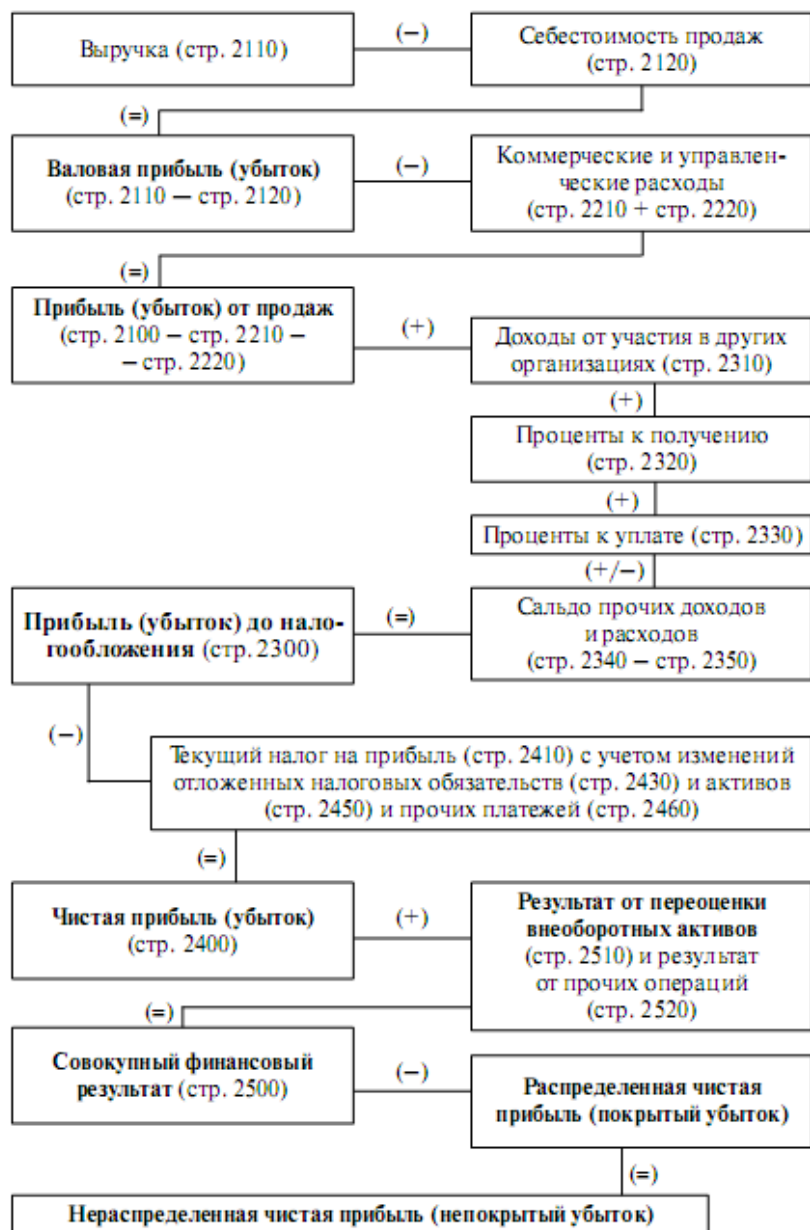 Выручка (стр. 2110)
(−)
Себестоимость продаж
(стр. 2120)
(=)
Валовая прибыль (убыток)
(стр. 2110 — стр. 2120)
(−)
Коммерческие и управлен-
ческие расходы
(стр. 2210 + стр. 2220)
(=)
Прибыль (убыток) от продаж
(стр. 2100 − стр. 2210 −
− стр. 2220)
(+)
Доходы от участия в других
организациях (стр. 2310)
(+)
Проценты к получению
(стр. 2320)
(+)
Проценты к уплате (стр. 2330)
(+/−)
Сальдо прочих доходов
и расходов
(стр. 2340 − стр. 2350)
(=)
Прибыль (убыток) до нало-
гообложения (стр. 2300)
(−)
Текущий налог на прибыль (стр. 2410) с учетом изменений
отложенных налоговых обязательств (стр. 2430) и активов
(стр. 2450) и прочих платежей (стр. 2460)
(=)
Чистая прибыль (убыток)
(стр. 2400)
(+)
Результат от переоценки
внеоборотных активов
(стр. 2510) и результат
от прочих операций
(стр. 2520)
(=)
Совокупный финансовый
результат (стр. 2500)
(−)
Распределенная чистая
прибыль (покрытый убыток)
(=)
Нераспределенная чистая прибыль (непокрытый убыток)